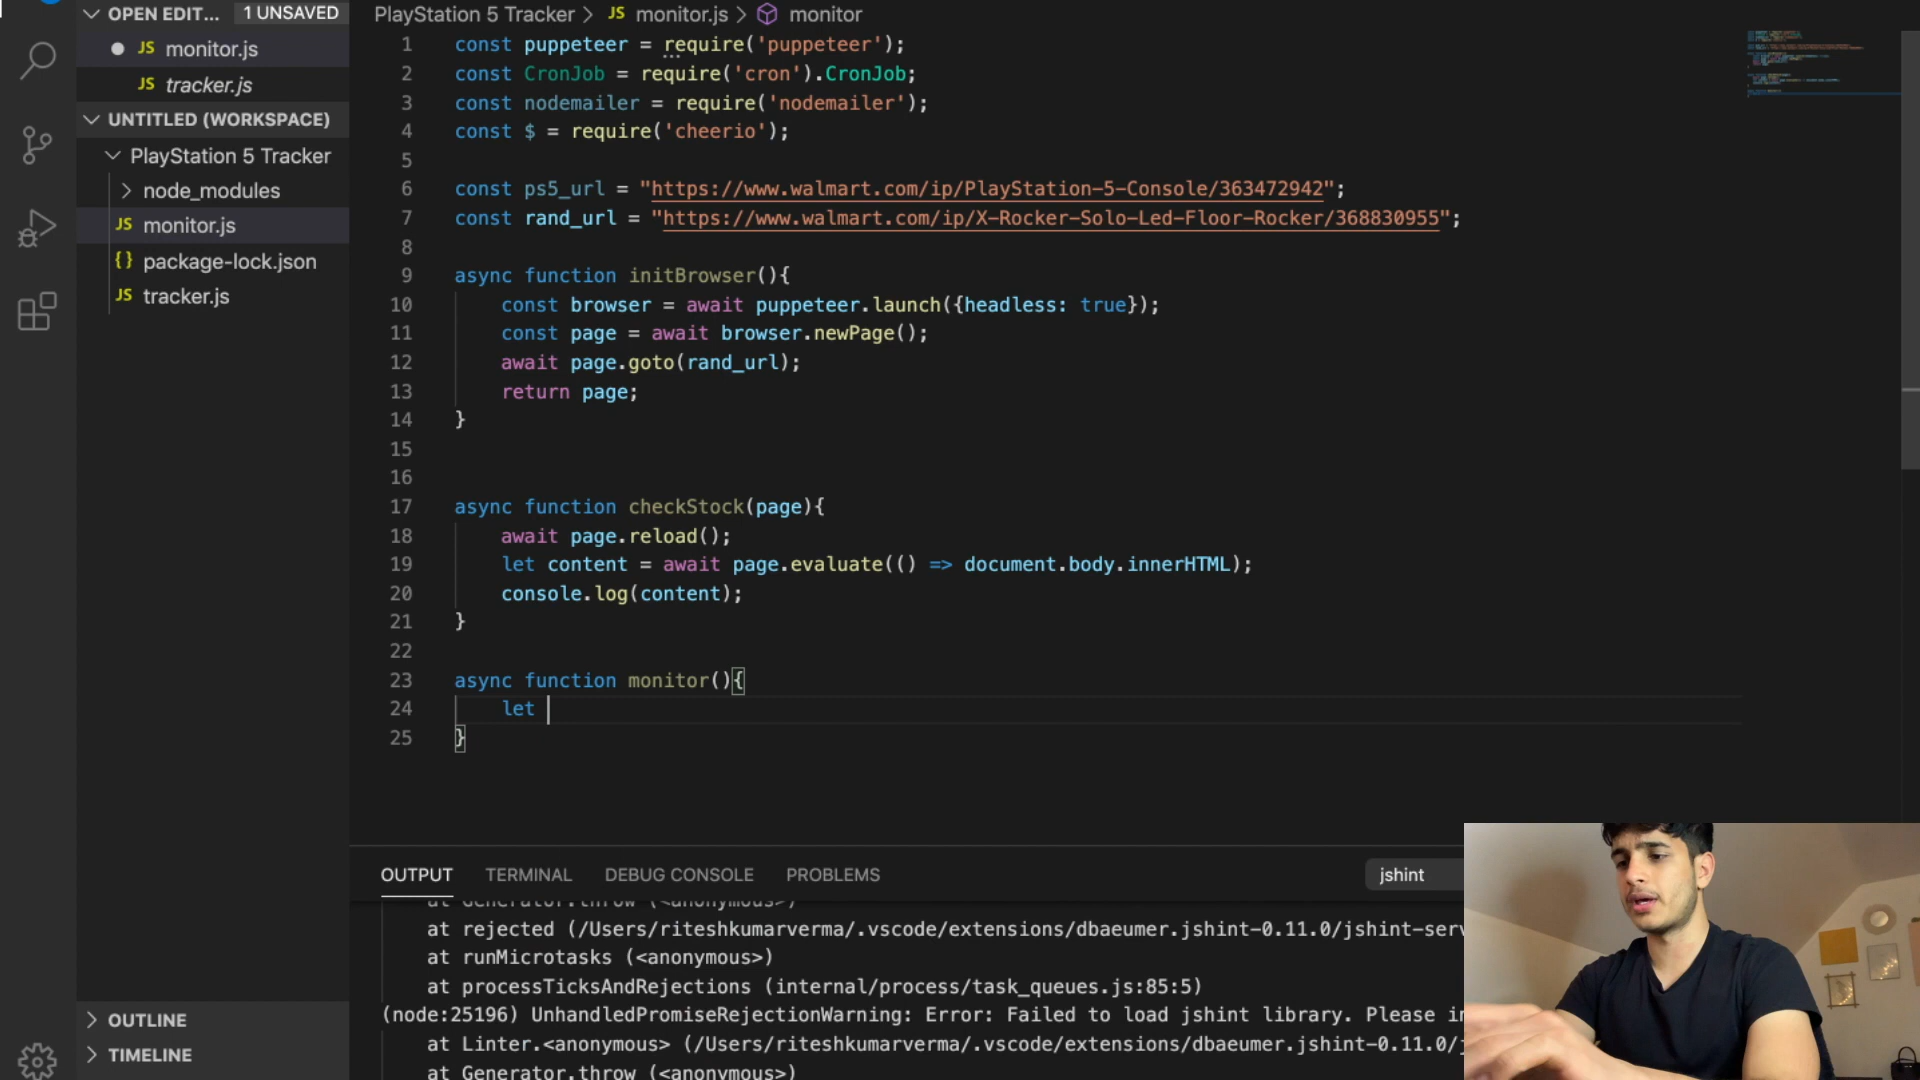 OPEN EDIT...
1 UNSAVED
JS monitor.js
JS tracker.js
UNTITLED (WORKSPACE)
PlayStation 5 Tracker
node_modules
JS monitor.js
{} package-lock.json
JS tracker.js
OUTLINE
TIMELINE
PlayStation 5 Tracker > JS monitor.js > monitor
1 const puppeteer = require('puppeteer');
2 const CronJob = require('cron').CronJob;
3 const nodemailer = require('nodemailer');
4 const $ = require('cheerio');
5
6 const ps5_url = "https://www.walmart.com/ip/PlayStation-5-Console/363472942";
7 const rand_url = "https://www.walmart.com/ip/X-Rocker-Solo-Led-Floor-Rocker/368830955";
8
9 async function initBrowser(){
10 const browser = await puppeteer.launch({headless: true});
11 const page = await browser.newPage();
12 await page.goto(rand_url);
13 return page;
14 }
15
16
17 async function checkStock(page){
18 await page.reload();
19 let content = await page.evaluate(() => document.body.innerHTML);
20 console.log(content);
21 }
22
23 async function monitor(){
24 let
25 }
OUTPUT TERMINAL DEBUG CONSOLE PROBLEMS jshint
at Generator.throw (<anonymous>)
at rejected (/Users/riteshkumarverma/.vscode/extensions/dbaeumer.jshint-0.11.0/jshint-serv
at runMicrotasks (<anonymous>)
at processTicksAndRejections (internal/process/task_queues.js:85:5)
(node:25196) UnhandledPromiseRejectionWarning: Error: Failed to load jshint library. Please
at Linter.<anonymous> (/Users/riteshkumarverma/.vscode/extensions/dbaeumer.jshint-0.11.0/
at Generator.throw (<anonymous>)